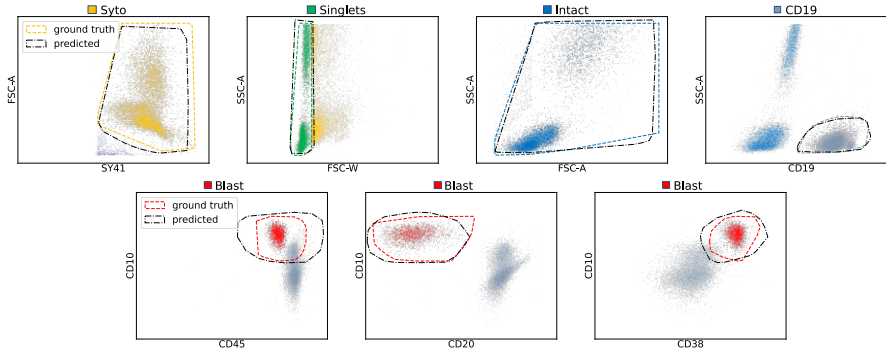 Syto
Singlets
Intact
CD19
ground truth
predicted
FSC-A
SY41
SSC-A
FSC-W
SSC-A
FSC-A
SSC-A
CD19
Blast
Blast
Blast
ground truth
predicted
CD10
CD45
CD10
CD20
CD10
CD38